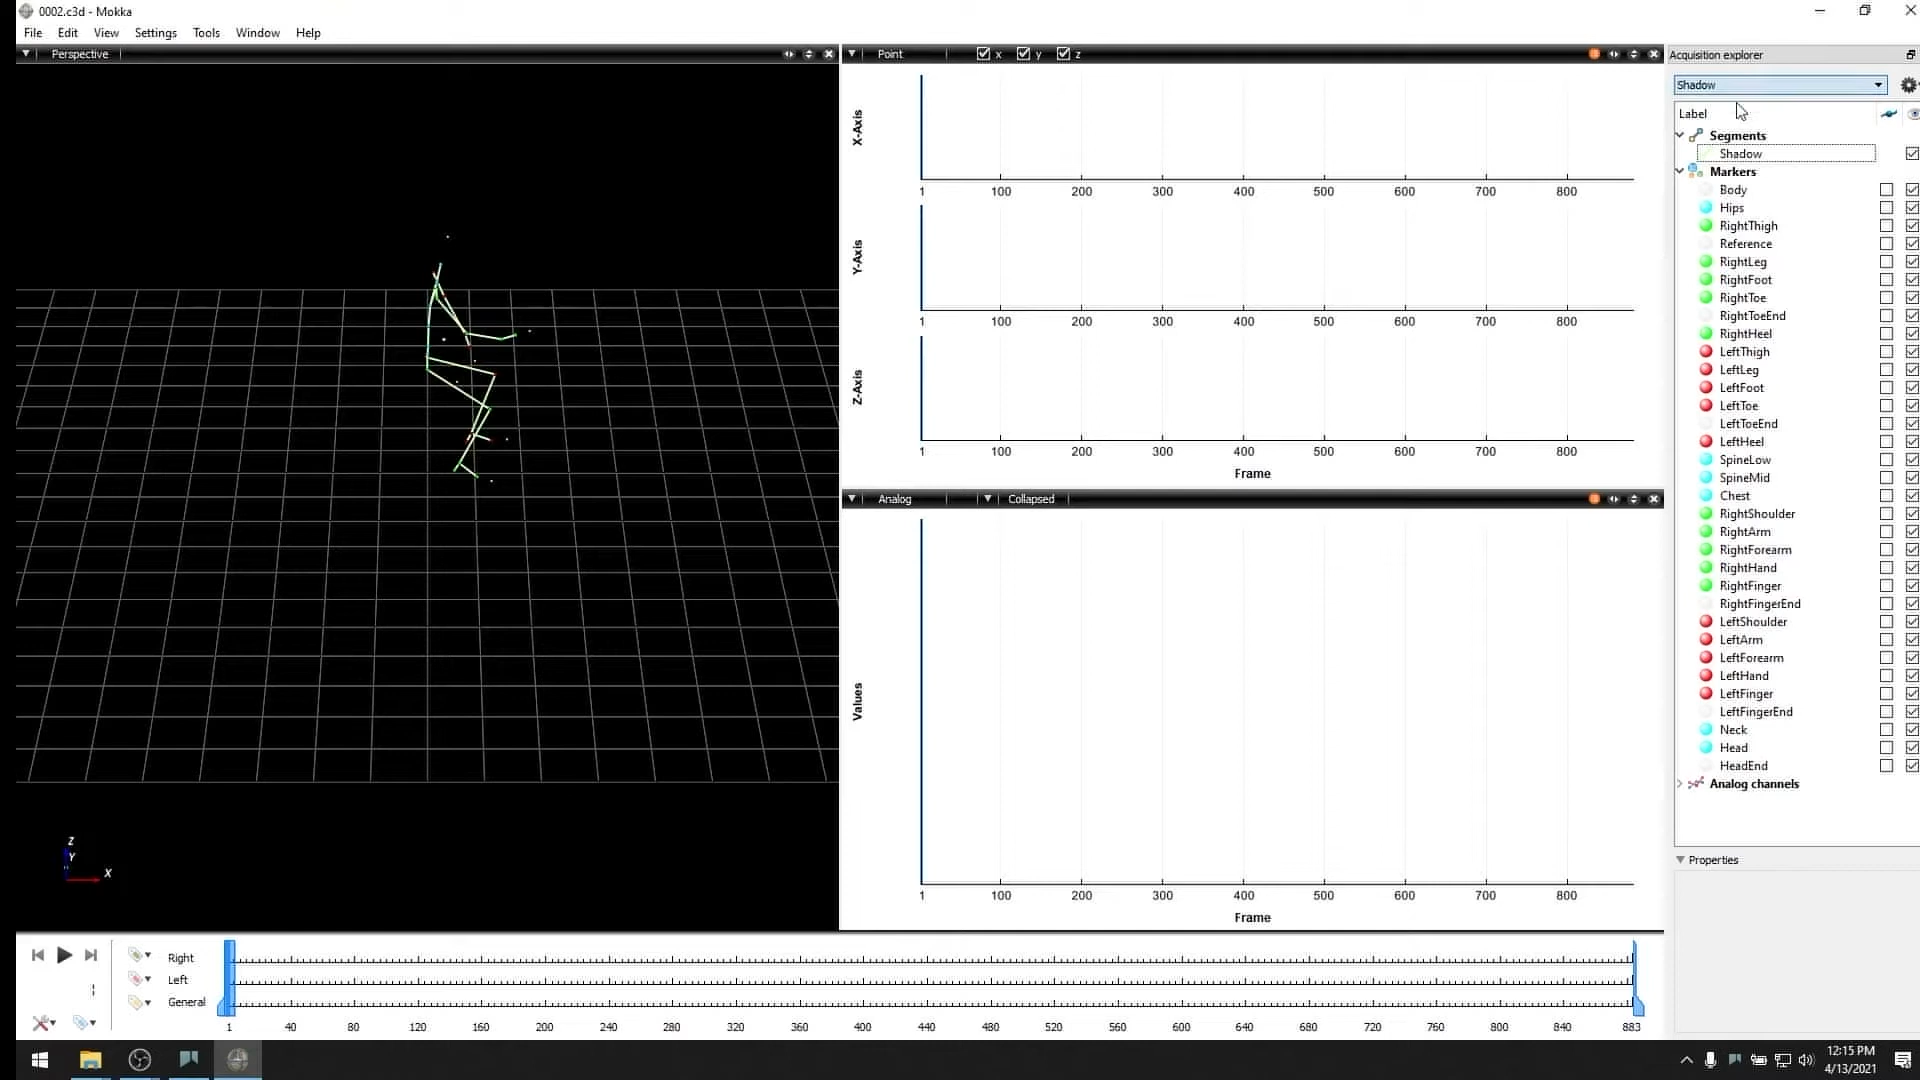 0002.c3d - Mokka
File Edit View Settings Tools Window Help
Perspective
Z
Y
X
Point x y z
X-Axis
1 100 200 300 400 500 600 700 800
Y-Axis
1 100 200 300 400 500 600 700 800
Z-Axis
1 100 200 300 400 500 600 700 800
Frame
Analog Collapsed
Values
1 100 200 300 400 500 600 700 800
Frame
Acquisition explorer
Shadow
Label
Segments
Shadow
Markers
Body
Hips
RightThigh
Reference
RightLeg
RightFoot
RightToe
RightToeEnd
RightHeel
LeftThigh
LeftLeg
LeftFoot
LeftToe
LeftToeEnd
LeftHeel
SpineLow
SpineMid
Chest
RightShoulder
RightArm
RightForearm
RightHand
RightFinger
RightFingerEnd
LeftShoulder
LeftArm
LeftForearm
LeftHand
LeftFinger
LeftFingerEnd
Neck
Head
HeadEnd
Analog channels
Properties
Right
Left
General
1 40 80 120 160 200 240 280 320 360 400 440 480 520 560 600 640 680 720 760 800 840 883
12:15 PM
4/13/2021